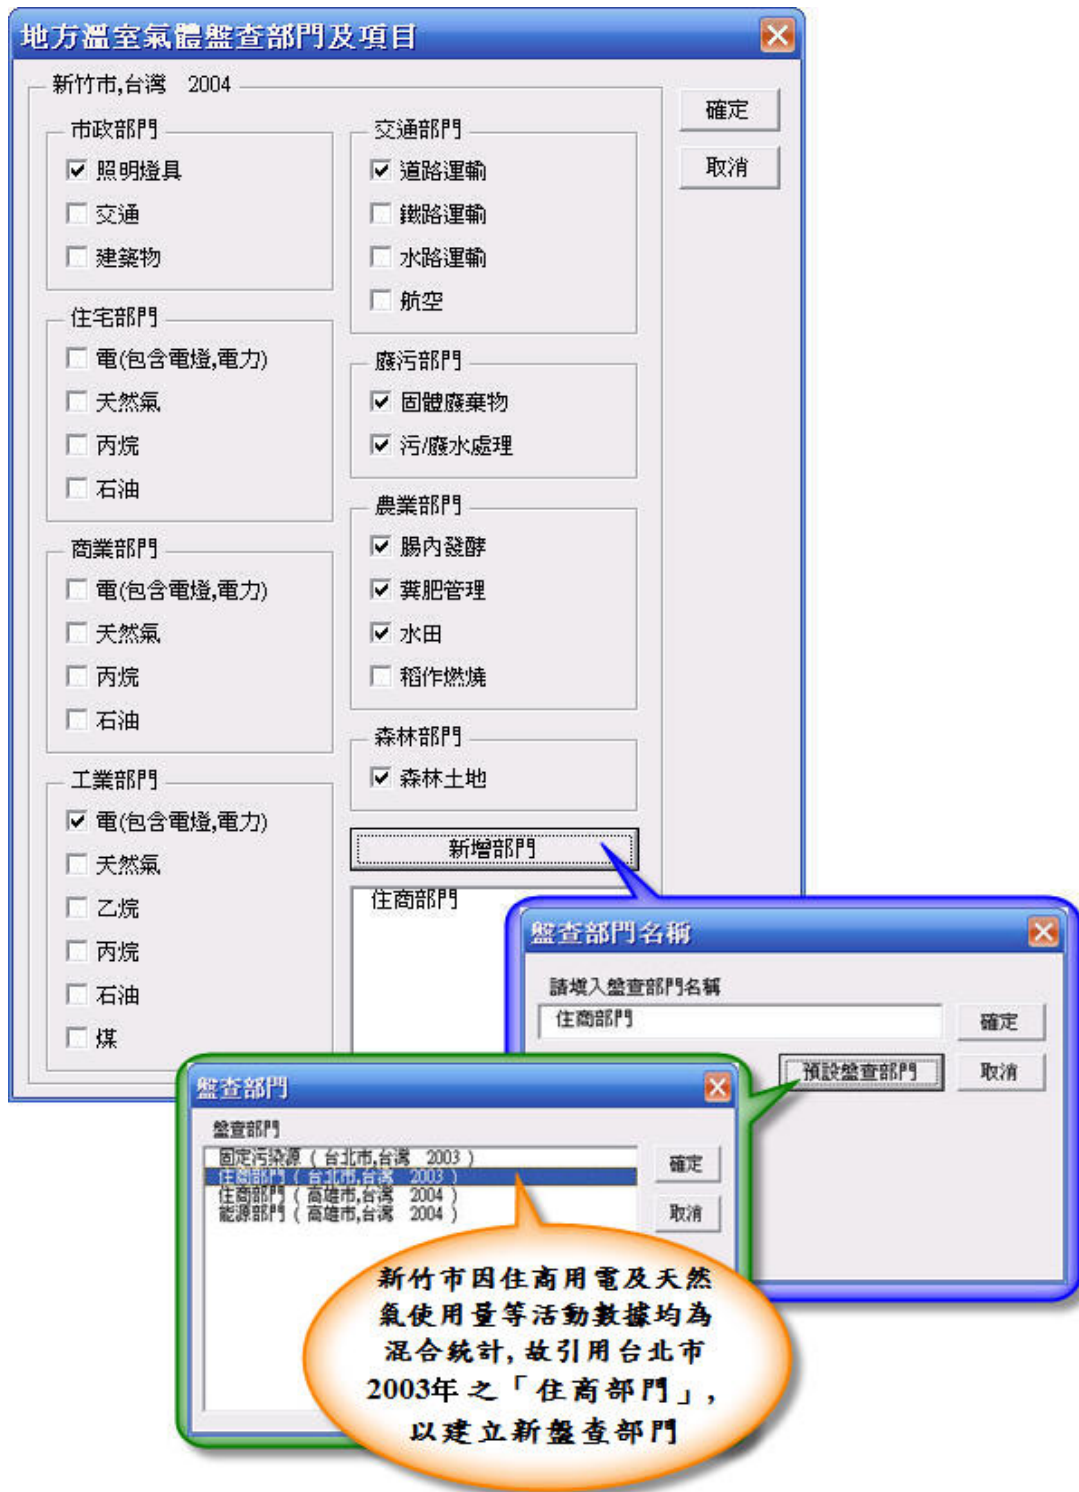 地方溫室氣體盤查部門及項目
新竹市,台灣 2004
確定
取消
市政部門
照明燈具
交通
建築物
住宅部門
電(包含電燈,電力)
天然氣
丙烷
石油
商業部門
電(包含電燈,電力)
天然氣
丙烷
石油
工業部門
電(包含電燈,電力)
天然氣
乙烷
丙烷
石油
煤
交通部門
道路運輸
鐵路運輸
水路運輸
航空
廢污部門
固體廢棄物
污/廢水處理
農業部門
腸內發酵
糞肥管理
水田
稻作燃燒
森林部門
森林土地
新增部門
住商部門
盤查部門名稱
請填入盤查部門名稱
住商部門
確定
預設盤查部門
取消
盤查部門
盤查部門
固定污染源 ( 台北市,台灣 2003 )
住商部門 ( 台北市,台灣 2003 )
住商部門 ( 高雄市,台灣 2004 )
能源部門 ( 高雄市,台灣 2004 )
確定
取消
新竹市因住商用電及天然
氣使用量等活動數據均為
混合統計,故引用台北市
2003年之「住商部門」,
以建立新盤查部門